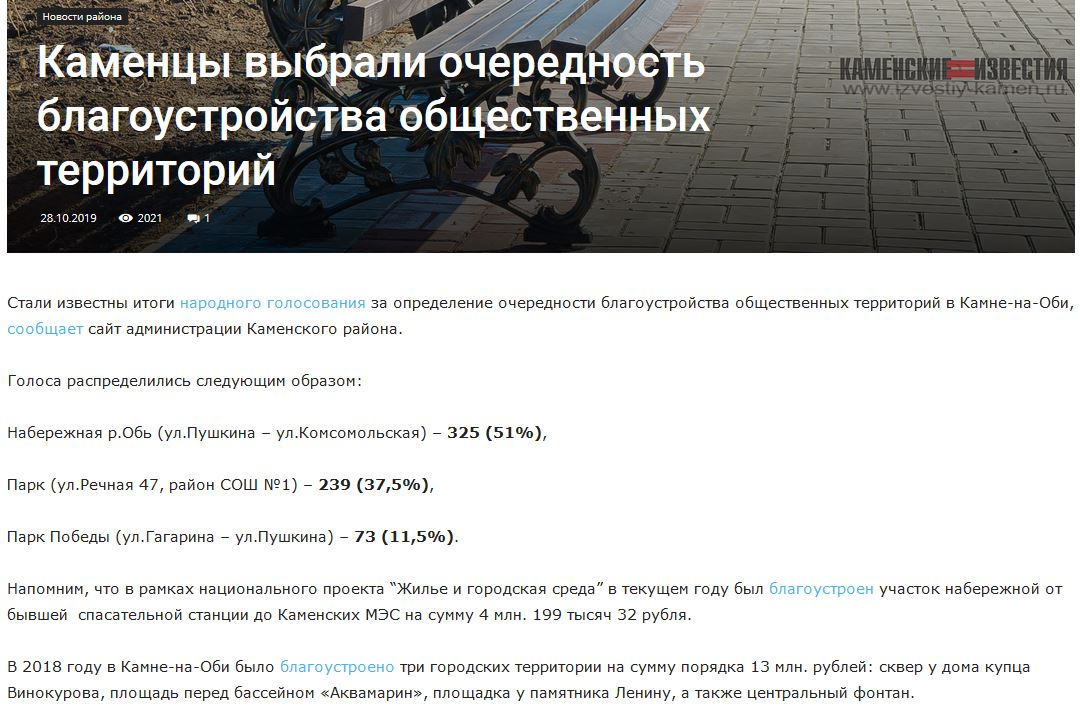 Новости района
Каменцы выбрали очередность
благоустройства общественных
территорий
КАМЕНСКИЕ ИЗВЕСТИЯ
www.izvestiy-kamen.ru
28.10.2019 2021 1
Стали известны итоги народного голосования за определение очередности благоустройства общественных территорий в Камне-на-Оби,
сообщает сайт администрации Каменского района.
Голоса распределились следующим образом:
Набережная р.Обь (ул.Пушкина – ул.Комсомольская) – 325 (51%),
Парк (ул.Речная 47, район СОШ №1) – 239 (37,5%),
Парк Победы (ул.Гагарина – ул.Пушкина) – 73 (11,5%).
Напомним, что в рамках национального проекта “Жилье и городская среда” в текущем году был благоустроен участок набережной от
бывшей  спасательной станции до Каменских МЭС на сумму 4 млн. 199 тысяч 32 рубля.
В 2018 году в Камне-на-Оби было благоустроено три городских территории на сумму порядка 13 млн. рублей: сквер у дома купца
Винокурова, площадь перед бассейном «Аквамарин», площадка у памятника Ленину, а также центральный фонтан.